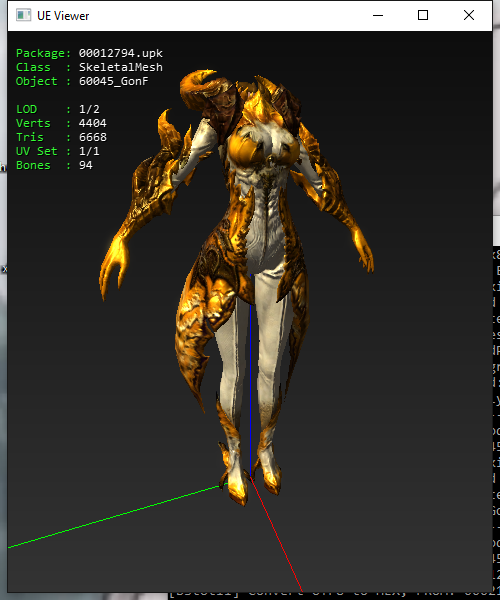 UE Viewer
Package: 00012794.upk
Class : SkeletalMesh
Object : 60045_GonF
LOD : 1/2
Verts : 4404
Tris : 6668
UV Set : 1/1
Bones : 94